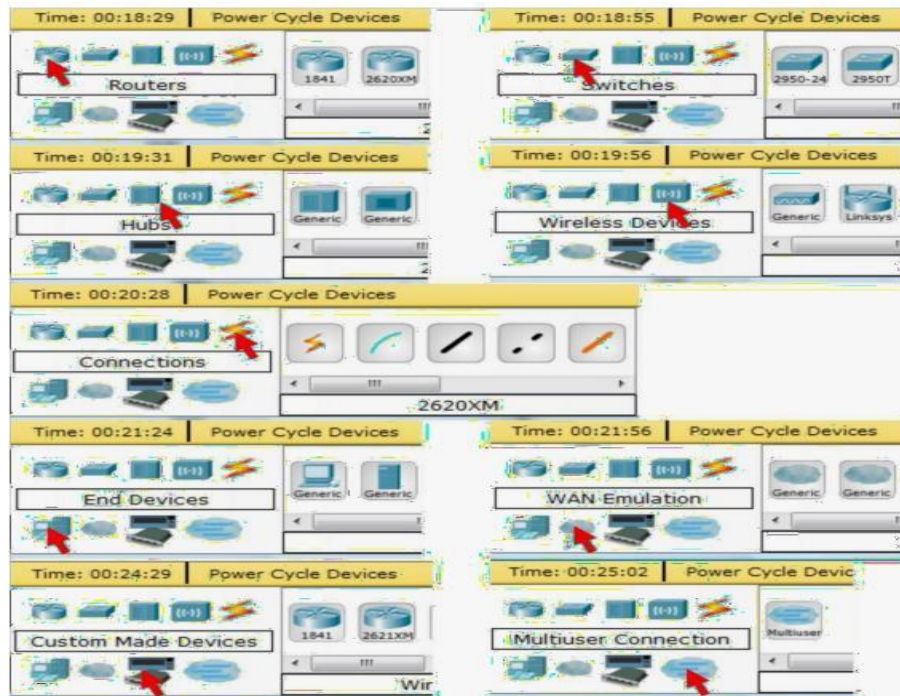 Time: 00:18:29 Power Cycle Devices
Routers
1841 2620XM
Time: 00:18:55 Power Cycle Devices
Switches
2950-24 2950T
Time: 00:19:31 Power Cycle Devices
Hubs
Generic Generic
Time: 00:19:56 Power Cycle Devices
Wireless Devices
Generic Linksys
Time: 00:20:28 Power Cycle Devices
Connections
2620XM
Time: 00:21:24 Power Cycle Devices
End Devices
Generic Generic
Time: 00:21:56 Power Cycle Devices
WAN Emulation
Generic Generic
Time: 00:24:29 Power Cycle Devices
Custom Made Devices
1841 2621XM
Wir
Time: 00:25:02 Power Cycle Devic
Multiuser Connection
Multiuser